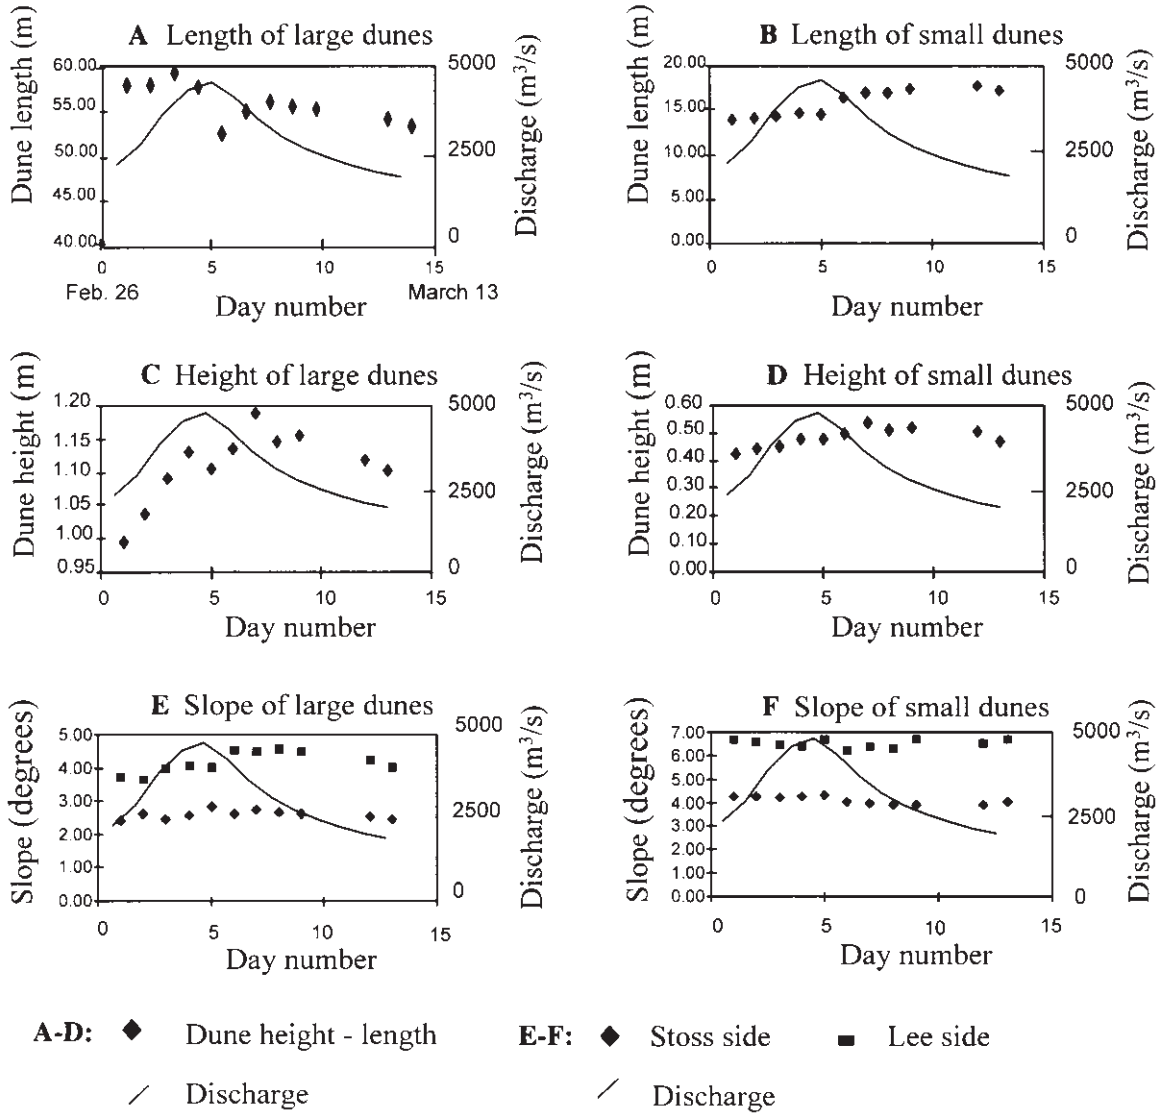 A Length of large dunes
Dune length (m)
60.00
55.00
50.00
45.00
40.00
Discharge (m³/s)
5000
2500
0
0
5
10
15
Feb. 26
March 13
Day number
B Length of small dunes
Dune length (m)
20.00
15.00
10.00
5.00
0.00
Discharge (m³/s)
5000
2500
0
0
5
10
15
Day number
C Height of large dunes
Dune height (m)
1.20
1.15
1.10
1.05
1.00
0.95
Discharge (m³/s)
5000
2500
0
0
5
10
15
Day number
D Height of small dunes
Dune height (m)
0.60
0.50
0.40
0.30
0.20
0.10
0.00
Discharge (m³/s)
5000
2500
0
0
5
10
15
Day number
E Slope of large dunes
Slope (degrees)
5.00
4.00
3.00
2.00
1.00
0.00
Discharge (m³/s)
5000
2500
0
0
5
10
15
Day number
F Slope of small dunes
Slope (degrees)
7.00
6.00
5.00
4.00
3.00
2.00
1.00
0.00
Discharge (m³/s)
5000
2500
0
0
5
10
15
Day number
A-D: Dune height - length
Discharge
E-F: Stoss side Lee side
Discharge